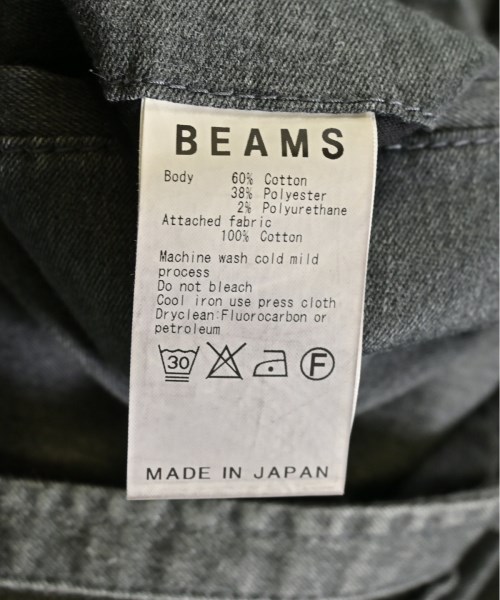 BEAMS
Body 60% Cotton
38% Polyester
2% Polyurethane
Attached fabric
100% Cotton
Machine wash cold mild
process
Do not bleach
Cool iron use press cloth
Dryclean:Fluorocarbon or
petroleum
30 F
MADE IN JAPAN